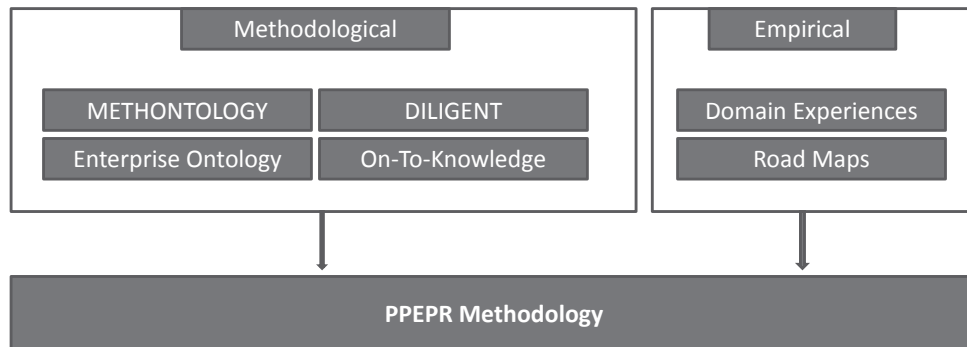 Methodological
METHONTOLOGY
DILIGENT
Enterprise Ontology
On-To-Knowledge
Empirical
Domain Experiences
Road Maps
PPEPR Methodology